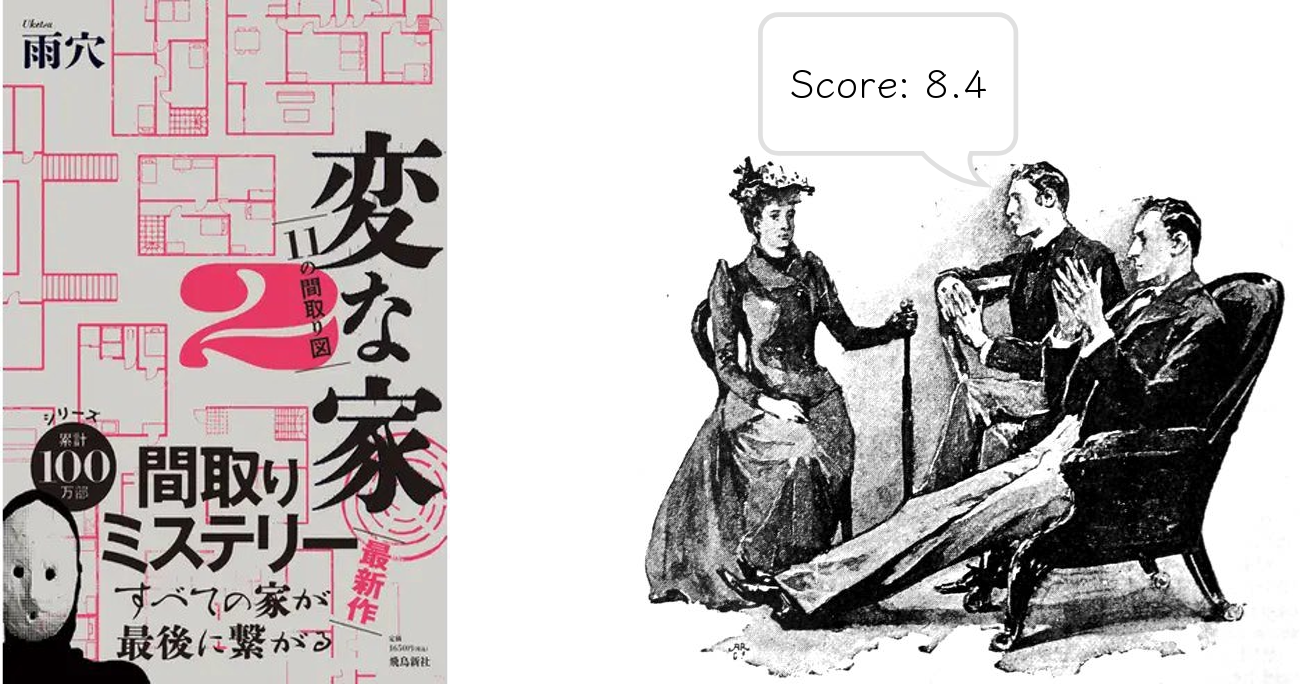 Uketsu
雨穴
変な家
2
11の間取り図
シリーズ
累計
100
万部
間取り
ミステリー
最新作
すべての家が
最後に繋がる
定価
1650円(税込)
飛鳥新社
Score: 8.4